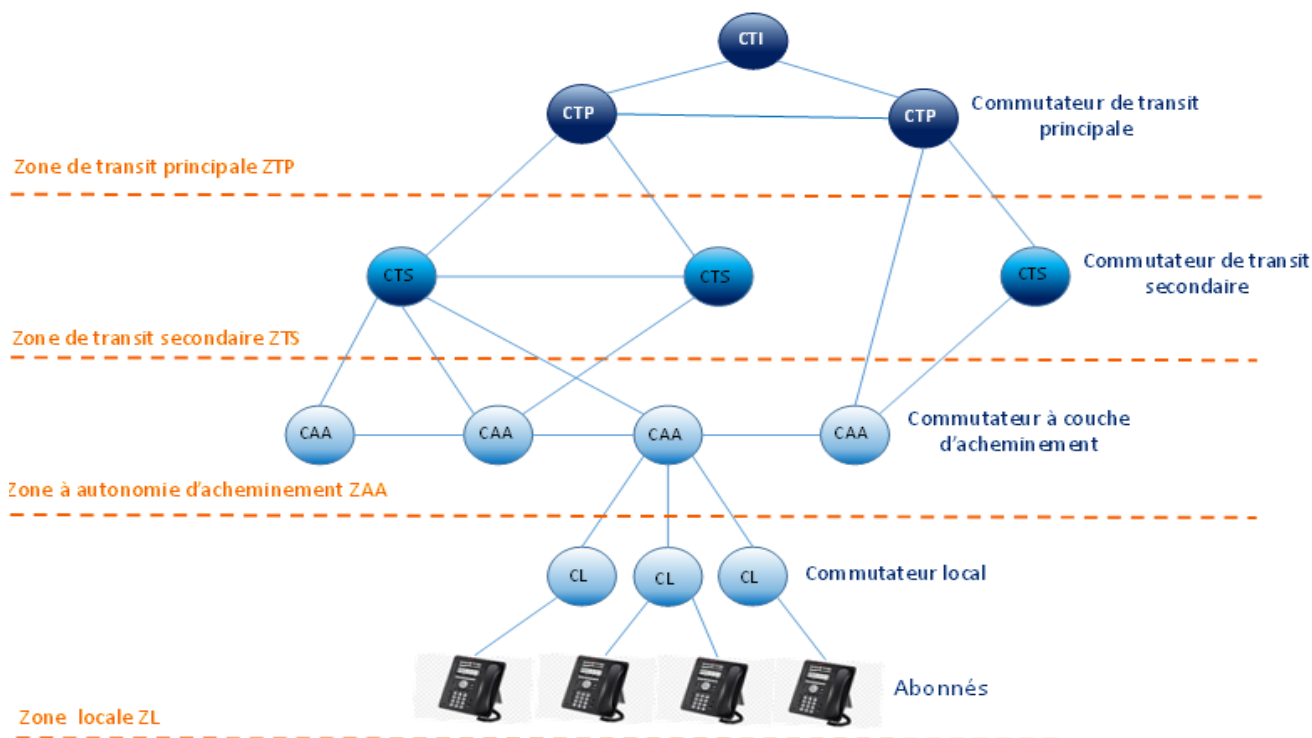 CTI
CTP
CTP
Commutateur de transit
principale
Zone de transit principale ZTP
CTS
CTS
CTS
Commutateur de transit
secondaire
Zone de transit secondaire ZTS
CAA
CAA
CAA
CAA
Commutateur à couche
d'acheminement
Zone à autonomie d'acheminement ZAA
CL
CL
CL
Commutateur local
Abonnés
Zone locale ZL